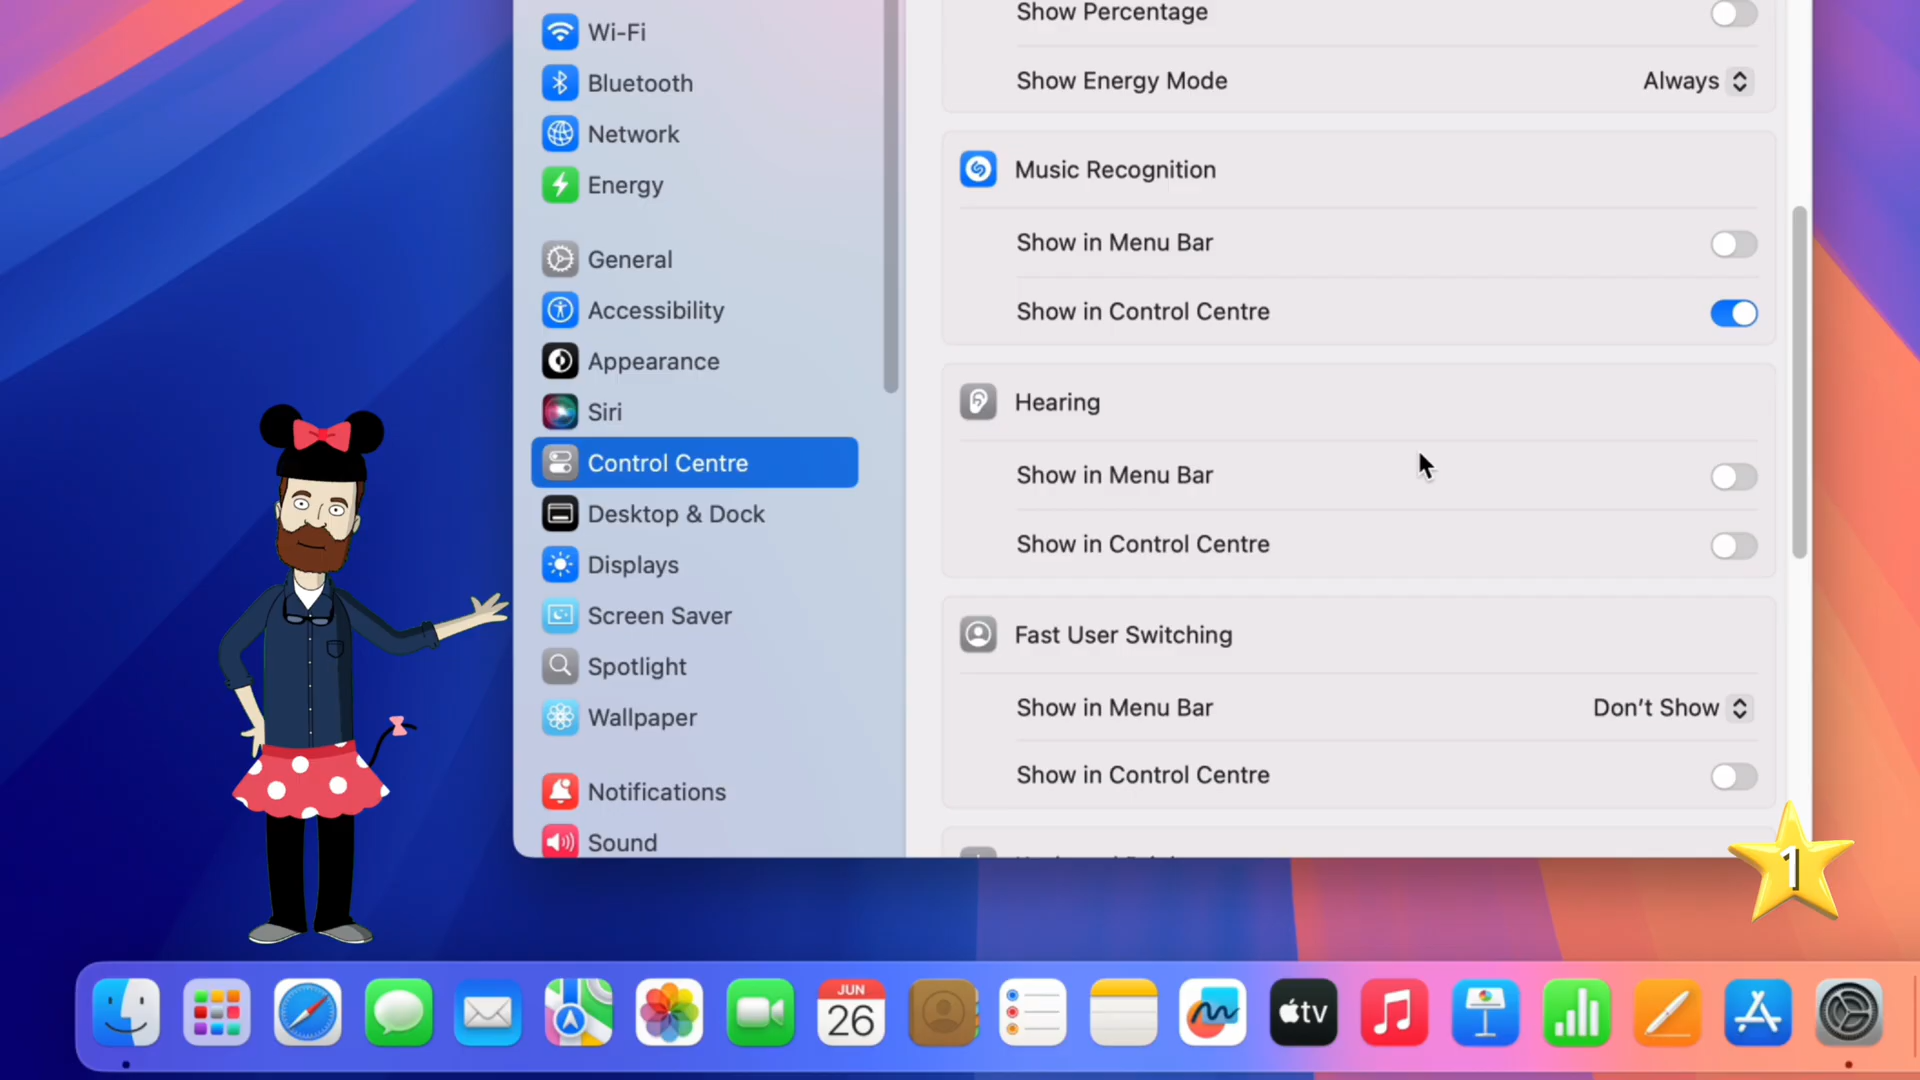 Wi-Fi
Bluetooth
Network
Energy
General
Accessibility
Appearance
Siri
Control Centre
Desktop & Dock
Displays
Screen Saver
Spotlight
Wallpaper
Notifications
Sound
Show Percentage
Show Energy Mode Always
Music Recognition
Show in Menu Bar
Show in Control Centre
Hearing
Show in Menu Bar
Show in Control Centre
Fast User Switching
Show in Menu Bar Don't Show
Show in Control Centre
1
JUN
26
tv